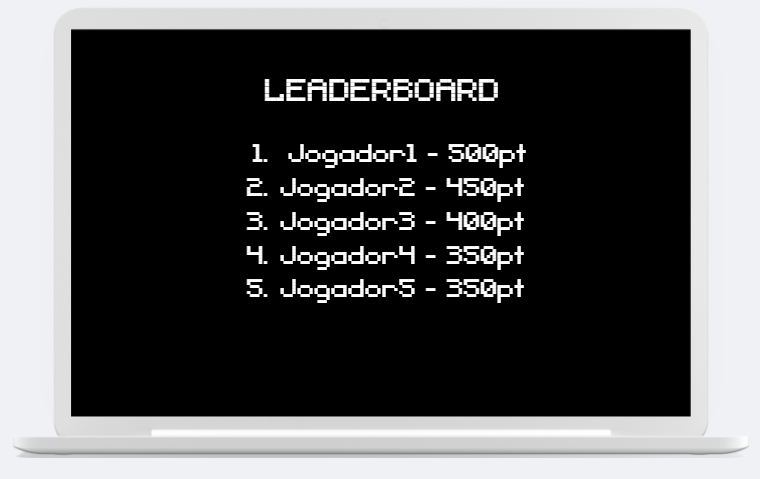 LEADERBOARD
1. Jogador1 - 500pt
2. Jogador2 - 450pt
3. Jogador3 - 400pt
4. Jogador4 - 350pt
5. Jogador5 - 350pt